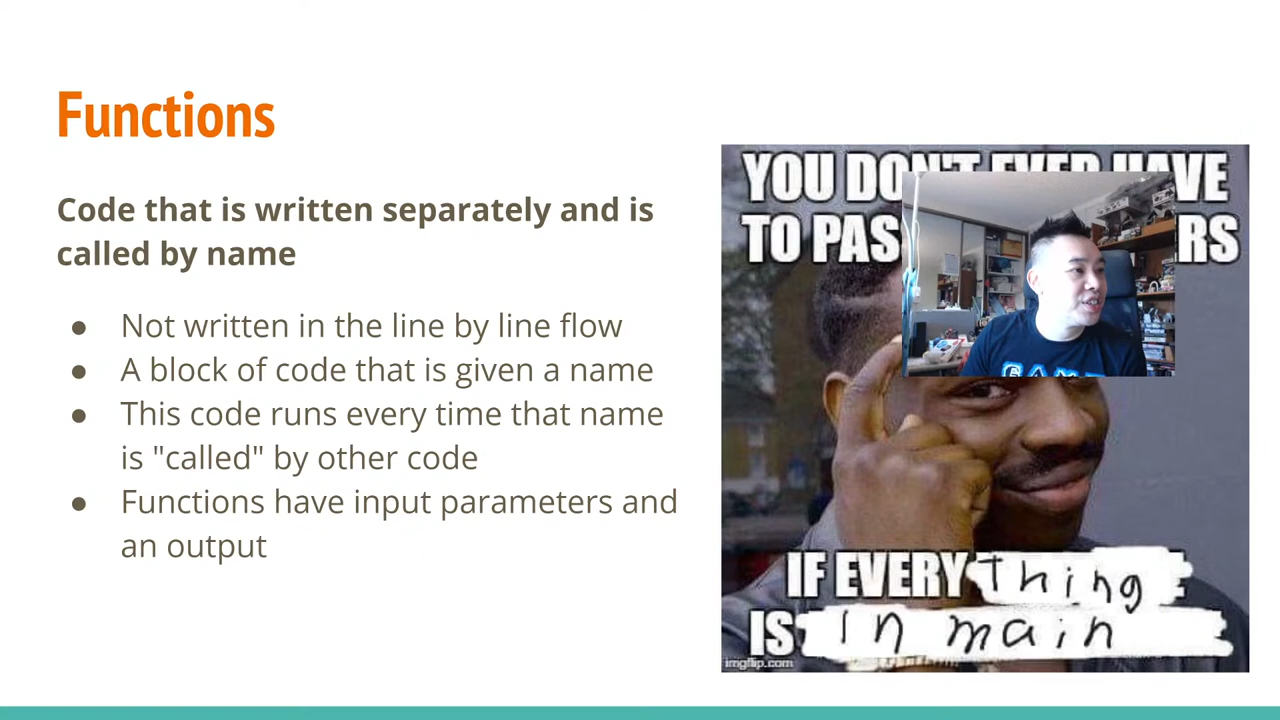 Functions
Code that is written separately and is
called by name
● Not written in the line by line flow
● A block of code that is given a name
● This code runs every time that name
is "called" by other code
● Functions have input parameters and
an output
YOU DON'T EVER HAVE
TO PAS RS
IF EVERY thing
IS in main
imgflip.com